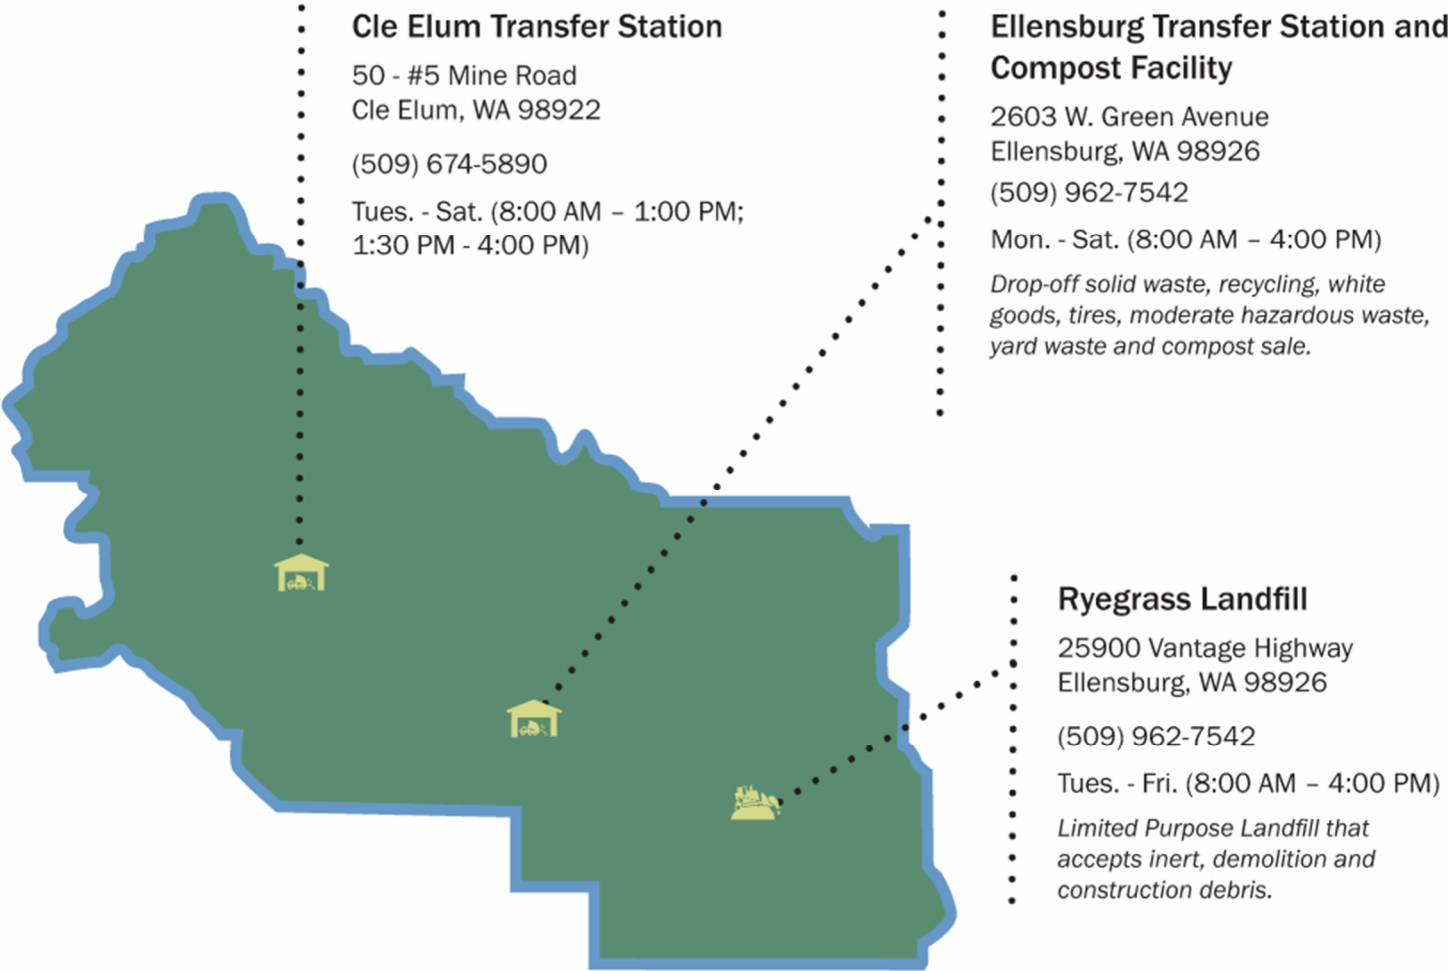 Cle Elum Transfer Station
50 - #5 Mine Road
Cle Elum, WA 98922
(509) 674-5890
Tues. - Sat. (8:00 AM – 1:00 PM;
1:30 PM - 4:00 PM)
Ellensburg Transfer Station and
Compost Facility
2603 W. Green Avenue
Ellensburg, WA 98926
(509) 962-7542
Mon. - Sat. (8:00 AM – 4:00 PM)
Drop-off solid waste, recycling, white
goods, tires, moderate hazardous waste,
yard waste and compost sale.
Ryegrass Landfill
25900 Vantage Highway
Ellensburg, WA 98926
(509) 962-7542
Tues. - Fri. (8:00 AM – 4:00 PM)
Limited Purpose Landfill that
accepts inert, demolition and
construction debris.